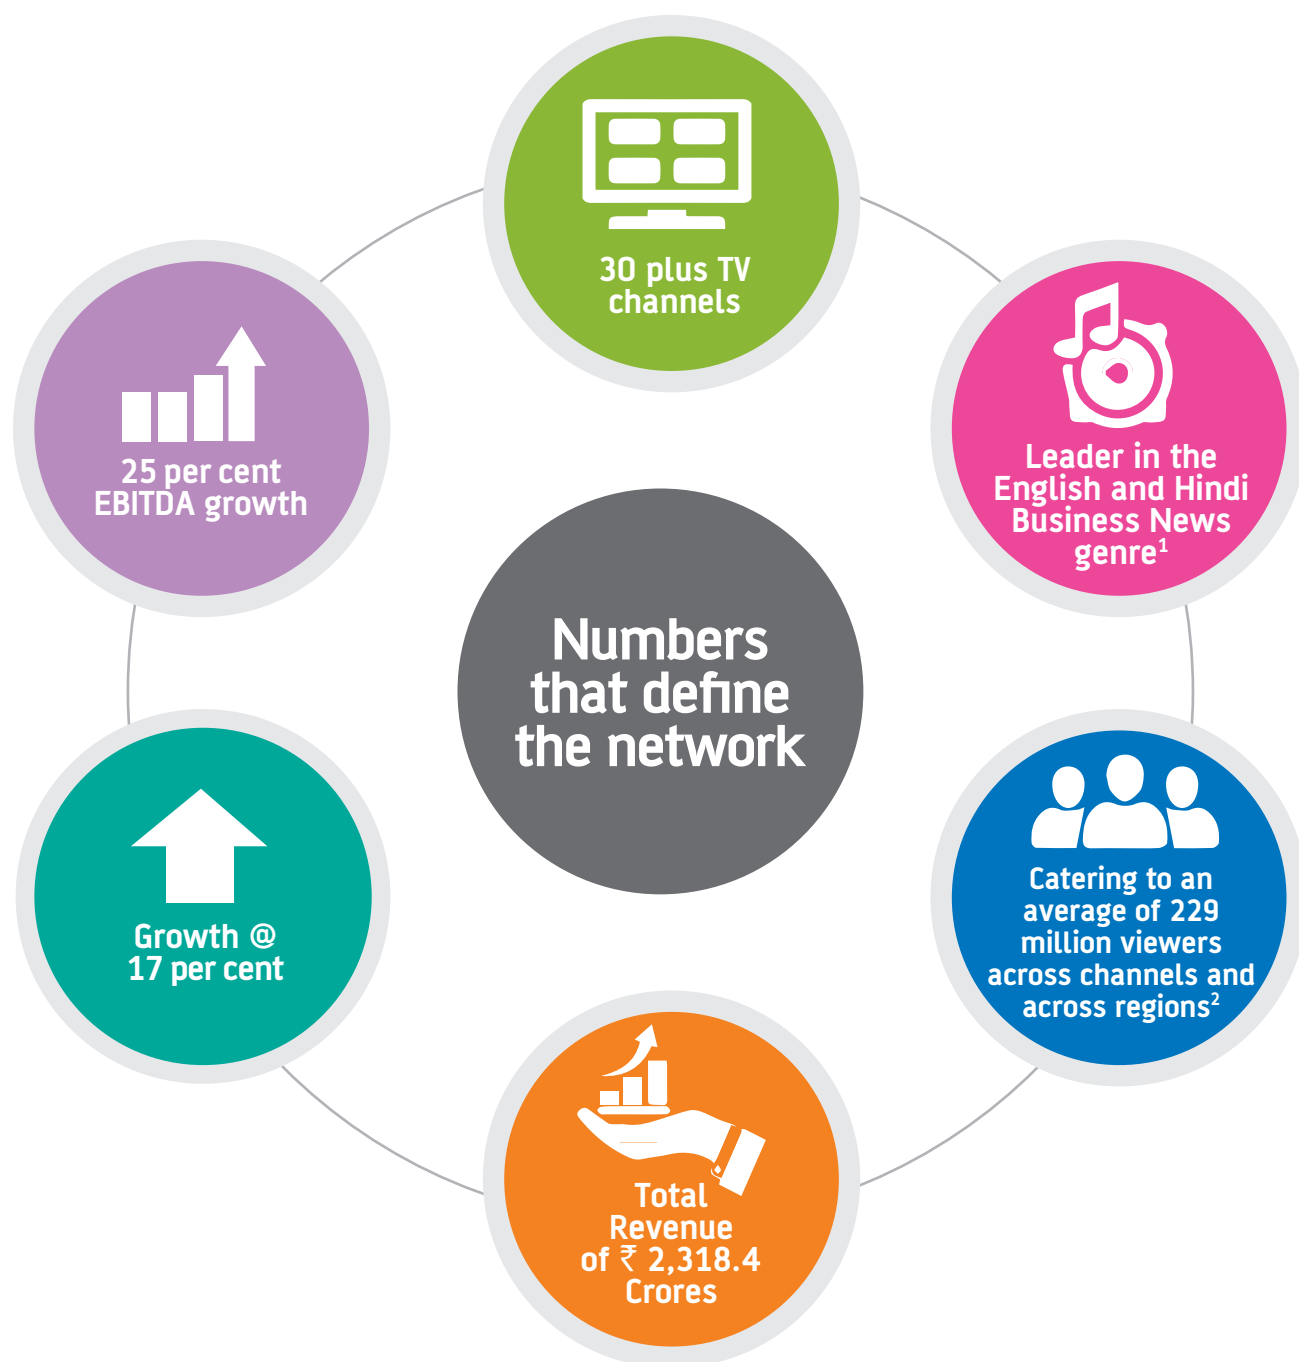 30 plus TV
channels
Leader in the
English and Hindi
Business News
genre¹
Catering to an
average of 229
million viewers
across channels and
across regions²
Total
Revenue
of ₹ 2,318.4
Crores
Growth @
17 per cent
25 per cent
EBITDA growth
Numbers
that define
the network